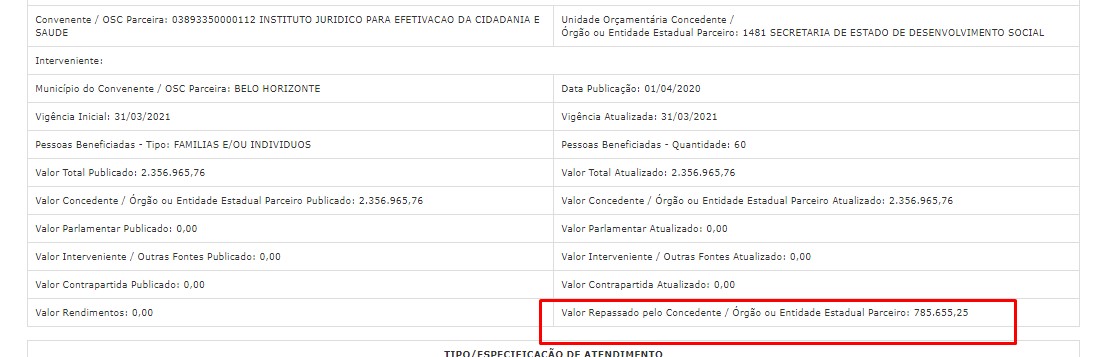 Convenente / OSC Parceira: 03893350000112 INSTITUTO JURIDICO PARA EFETIVACAO DA CIDADANIA E
SAUDE
Unidade Orçamentária Concedente /
Órgão ou Entidade Estadual Parceiro: 1481 SECRETARIA DE ESTADO DE DESENVOLVIMENTO SOCIAL
Interveniente:
Município do Convenente / OSC Parceira: BELO HORIZONTE
Data Publicação: 01/04/2020
Vigência Inicial: 31/03/2021
Vigência Atualizada: 31/03/2021
Pessoas Beneficiadas - Tipo: FAMILIAS E/OU INDIVIDUOS
Pessoas Beneficiadas - Quantidade: 60
Valor Total Publicado: 2.356.965,76
Valor Total Atualizado: 2.356.965,76
Valor Concedente / Órgão ou Entidade Estadual Parceiro Publicado: 2.356.965,76
Valor Concedente / Órgão ou Entidade Estadual Parceiro Atualizado: 2.356.965,76
Valor Parlamentar Publicado: 0,00
Valor Parlamentar Atualizado: 0,00
Valor Interveniente / Outras Fontes Publicado: 0,00
Valor Interveniente / Outras Fontes Atualizado: 0,00
Valor Contrapartida Publicado: 0,00
Valor Contrapartida Atualizado: 0,00
Valor Rendimentos: 0,00
Valor Repassado pelo Concedente / Órgão ou Entidade Estadual Parceiro: 785.655,25
TIPO/ESPECIFICAÇÃO DE ATENDIMENTO